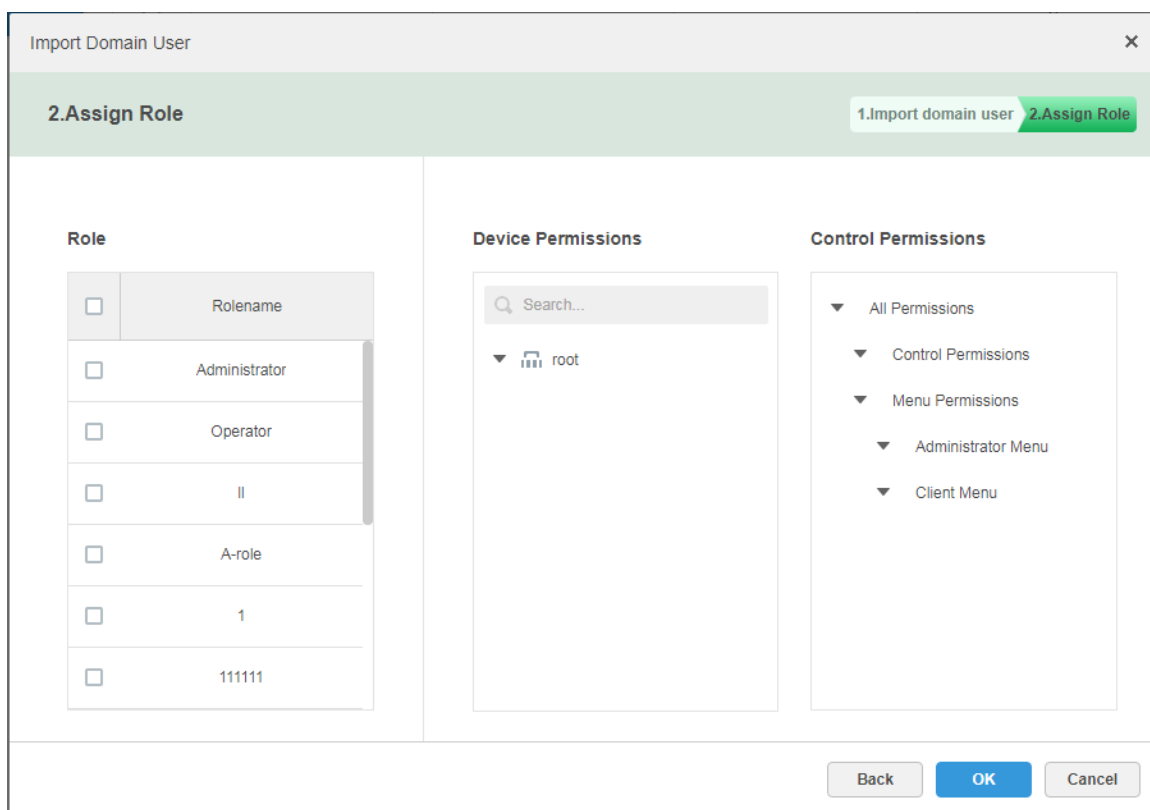 Import Domain User
2.Assign Role
1.Import domain user 2.Assign Role
Role
Rolename
Administrator
Operator
II
A-role
1
111111
Device Permissions
Search...
root
Control Permissions
All Permissions
Control Permissions
Menu Permissions
Administrator Menu
Client Menu
Back OK Cancel